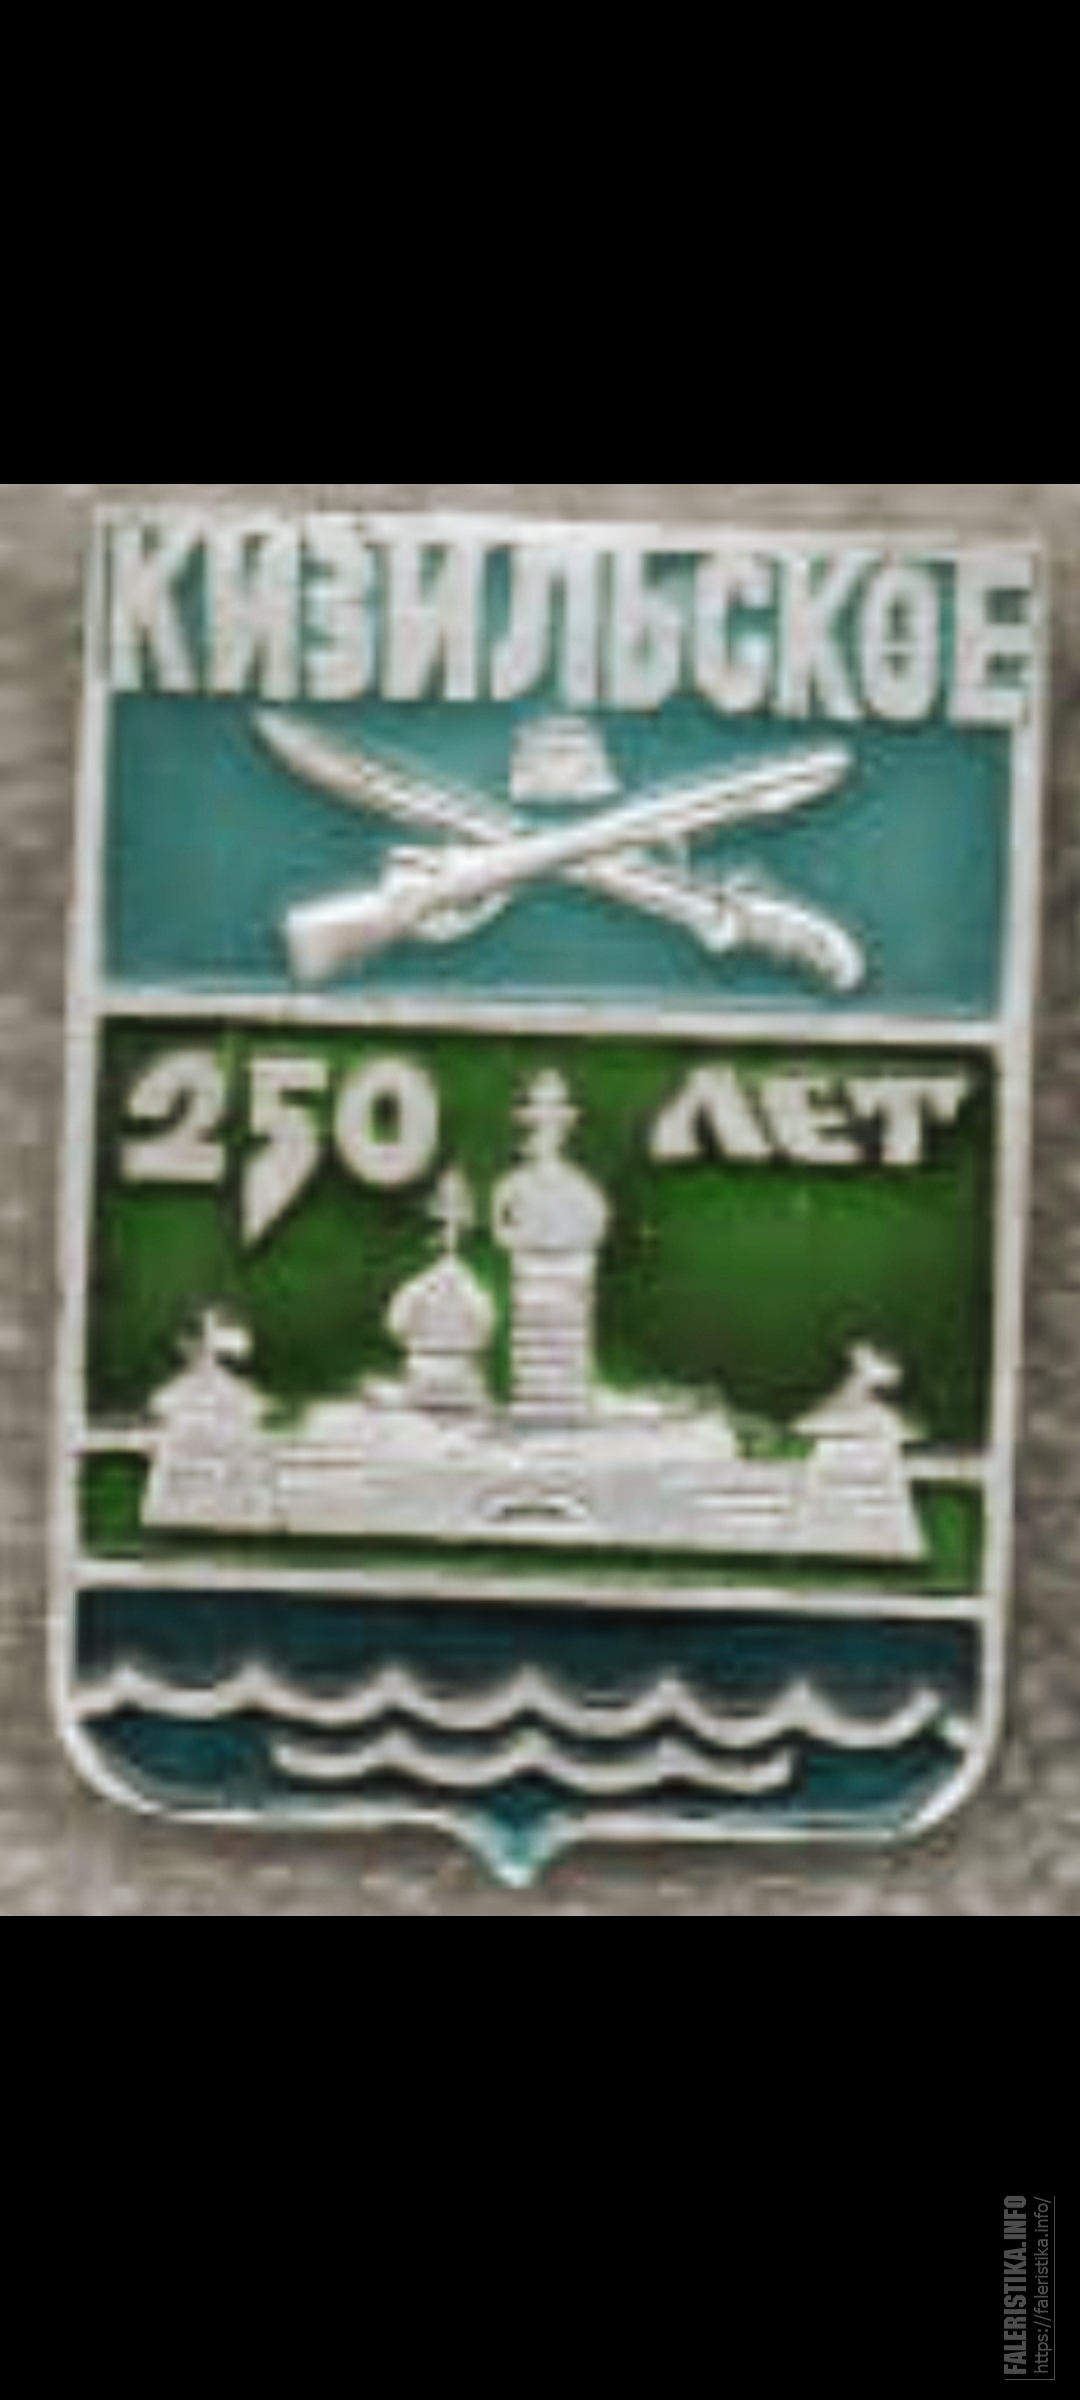 КИЗИЛЬСКОЕ
250 ЛЕТ
FALERISTIKA.INFO
https://faleristika.info/